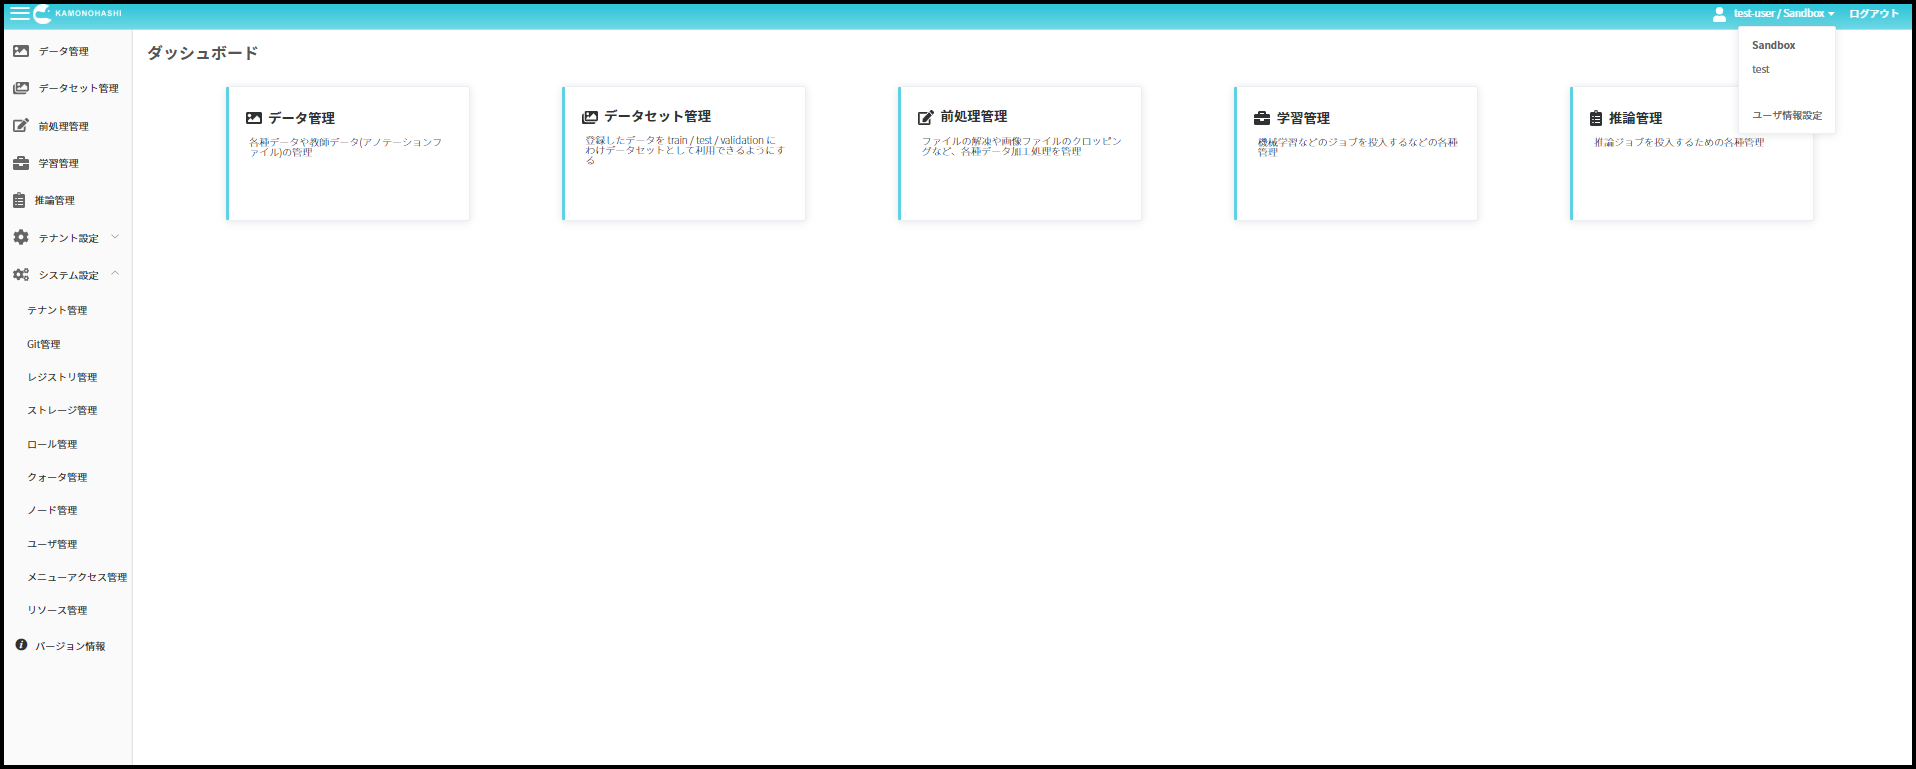 KAMONOHASHI
test-user / Sandbox
ログアウト
Sandbox
test
ユーザ情報設定
データ管理
データセット管理
前処理管理
学習管理
推論管理
テナント設定
システム設定
テナント管理
Git管理
レジストリ管理
ストレージ管理
ロール管理
クォータ管理
ノード管理
ユーザ管理
メニューアクセス管理
リソース管理
バージョン情報
ダッシュボード
データ管理
各種データや教師データ(アノテーションフ
ァイル)の管理
データセット管理
登録したデータを train / test / validation に
わけデータセットとして利用できるようにす
る
前処理管理
ファイルの解凍や画像ファイルのクロッピン
グなど、各種データ加工処理を管理
学習管理
機械学習などのジョブを投入するなどの各種
管理
推論管理
推論ジョブを投入するための各種管理